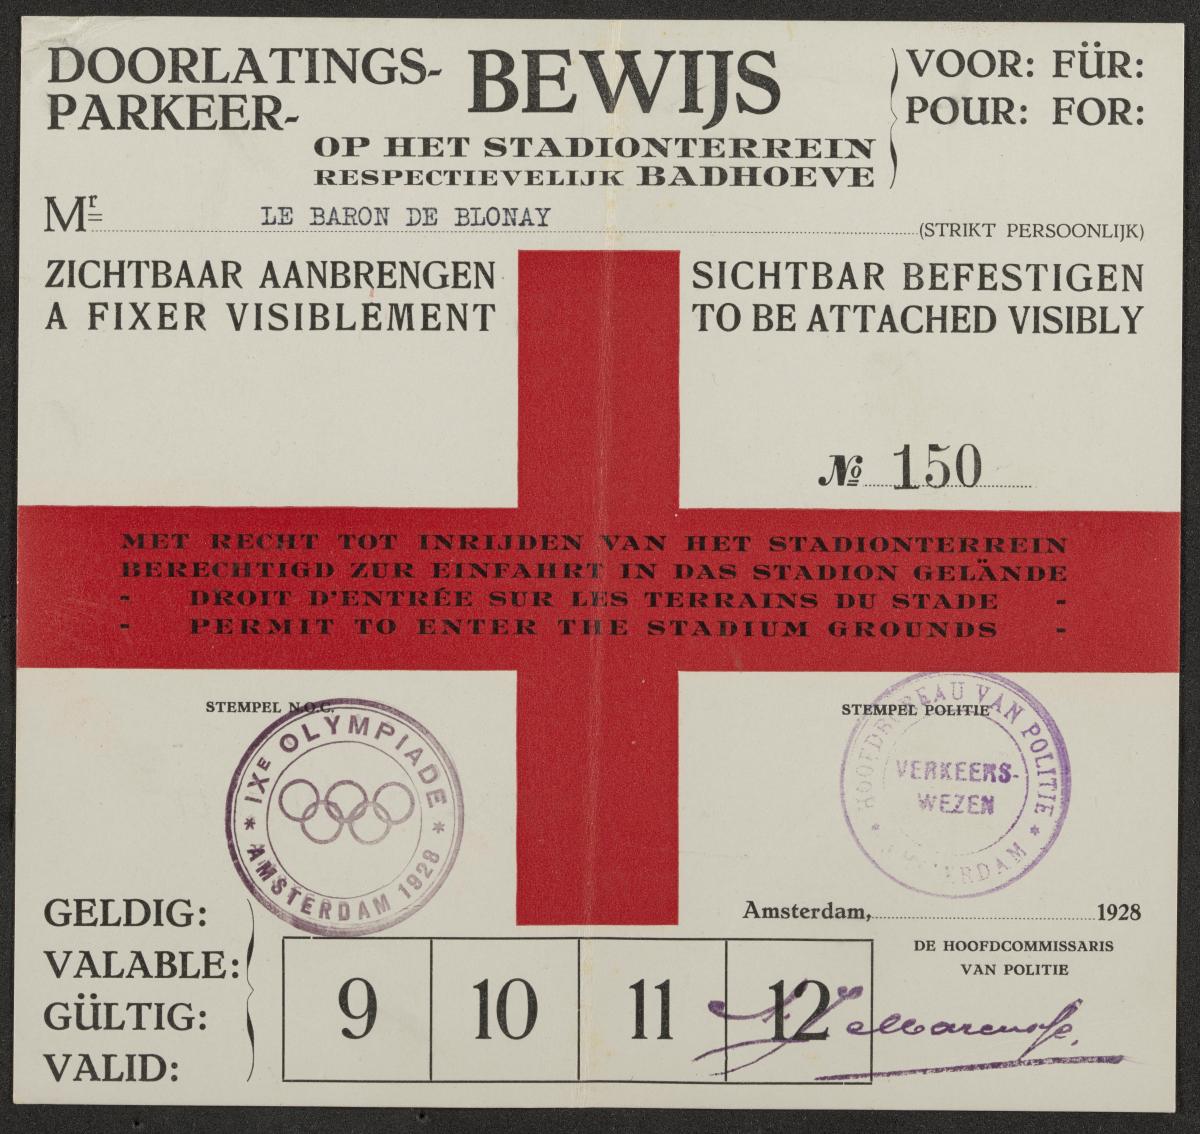 DOORLATINGS-
PARKEER-
BEWIJS
OP HET STADIONTERREIN
RESPECTIEVELIJK BADHOEVE
VOOR: FÜR:
POUR: FOR:
Mr LE BARON DE BLONAY (STRIKT PERSOONLIJK)
ZICHTBAAR AANBRENGEN
A FIXER VISIBLEMENT
SICHTBAR BEFESTIGEN
TO BE ATTACHED VISIBLY
No 150
MET RECHT TOT INRIJDEN VAN HET STADIONTERREIN
BERECHTIGD ZUR EINFAHRT IN DAS STADION GELÄNDE
- DROIT D'ENTRÉE SUR LES TERRAINS DU STADE -
- PERMIT TO ENTER THE STADIUM GROUNDS -
STEMPEL N.O.C.
IXe OLYMPIADE
* AMSTERDAM 1928 *
STEMPEL POLITIE
HOOFDBUREAU VAN POLITIE
VERKEERS-
WEZEN
* AMSTERDAM *
GELDIG:
VALABLE:
GÜLTIG:
VALID:
9 10 11 12
Amsterdam, 1928
DE HOOFDCOMMISSARIS
VAN POLITIE